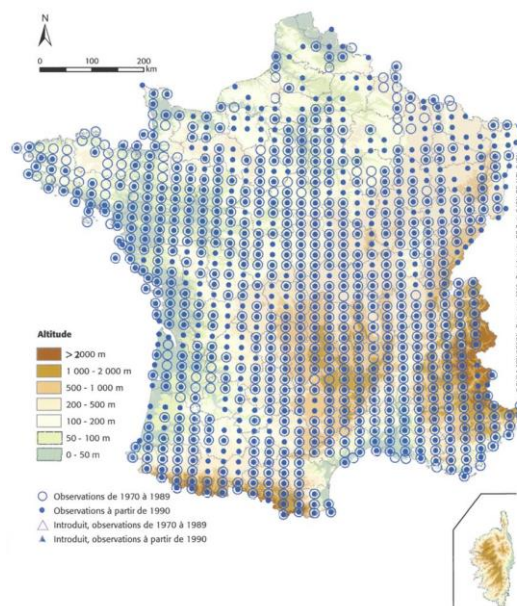 N
0 100 200
km
Altitude
> 2000 m
1 000 - 2 000 m
500 - 1 000 m
200 - 500 m
100 - 200 m
50 - 100 m
0 - 50 m
Observations de 1970 à 1989
Observations à partir de 1990
Introduit, observations de 1970 à 1989
Introduit, observations à partir de 1990